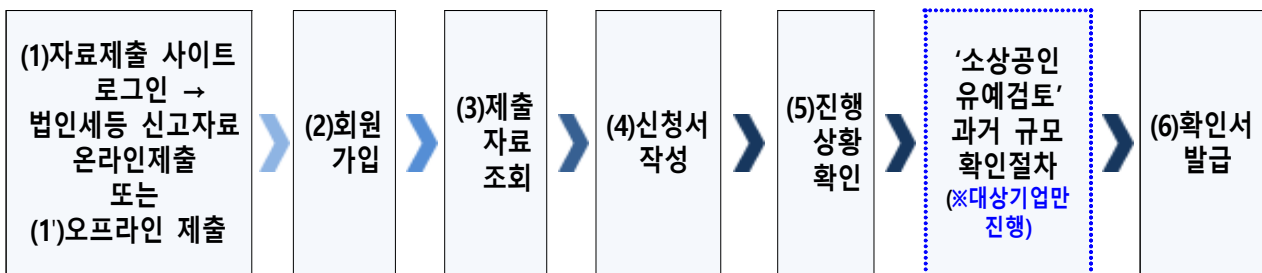 (1)자료제출 사이트
로그인 →
법인세등 신고자료
온라인제출
또는
(1')오프라인 제출
(2)회원
가입
(3)제출
자료
조회
(4)신청서
작성
(5)진행
상황
확인
‘소상공인
유예검토’
과거 규모
확인절차
(※대상기업만
진행)
(6)확인서
발급